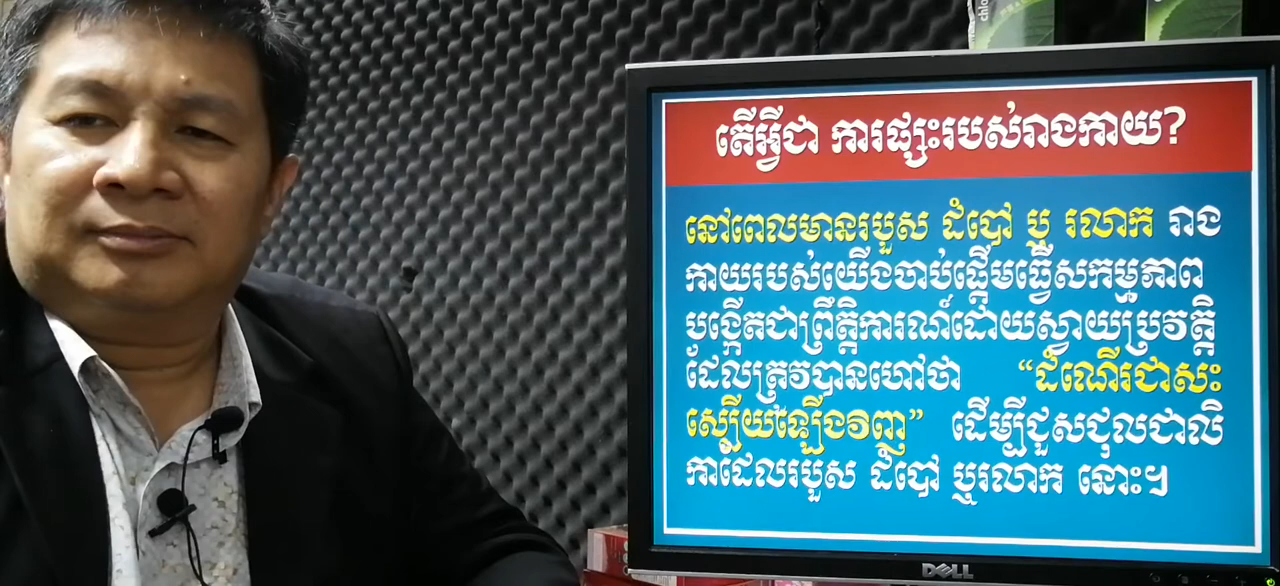 chlo
តើអ្វីជា ការផ្សះរបស់រាងកាយ?
នៅពេលមានរបួស ដំបៅ ឬ រលាក រាង
កាយរបស់យើងចាប់ផ្តើមធ្វើសកម្មភាព
បង្កើតជាព្រឹត្តិការណ៍ដោយស្វាយប្រវត្តិ
ដែលត្រូវបានហៅថា “ដំណើរជាសះ
ស្បើយឡើងវិញ” ដើម្បីជួសជុលជាលិ
កាដែលរបួស ដំបៅ ឬរលាក នោះ។
DELL